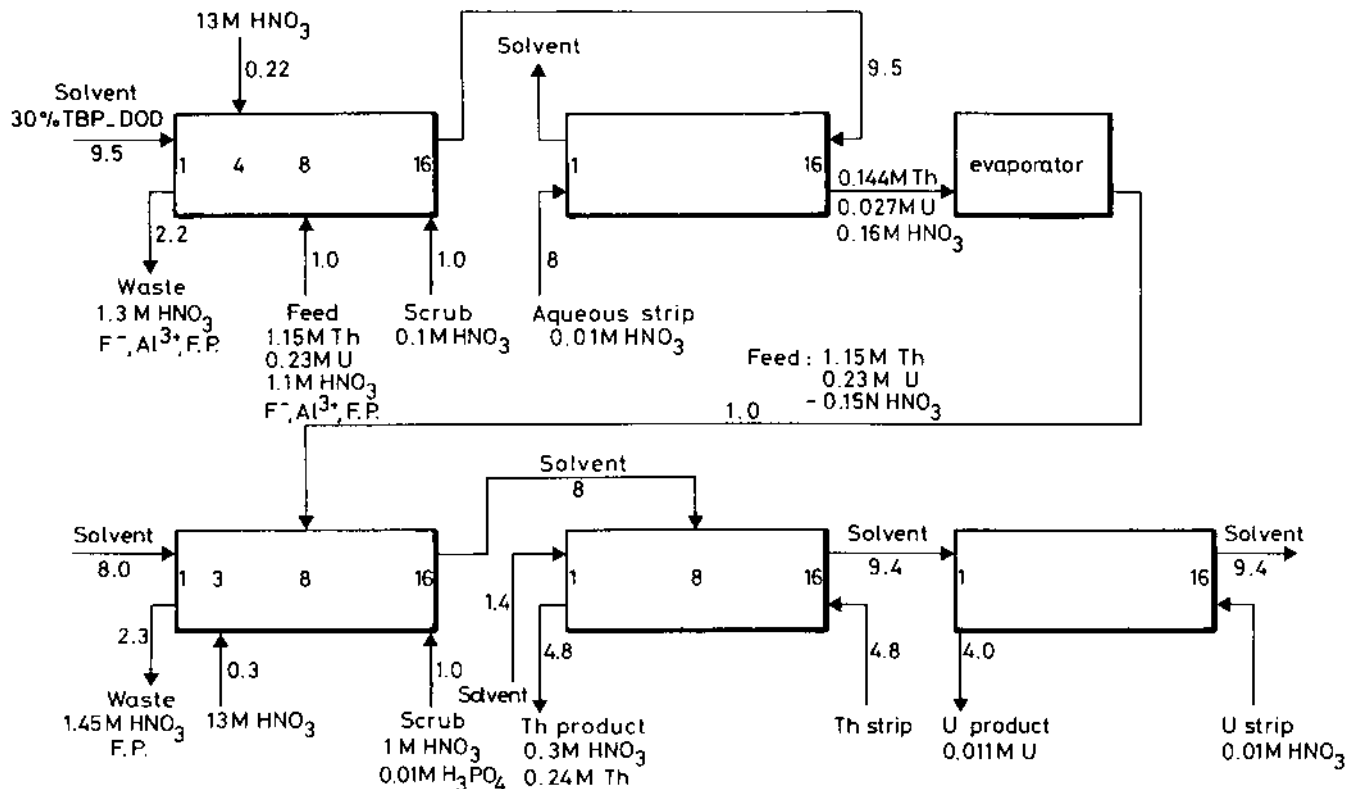 13M HNO3
0.22
Solvent
30%TBP-DOD
9.5
1 4 8 16
2.2
Waste
1.3 M HNO3
F⁻, Al³⁺, F.P.
1.0
Feed
1.15M Th
0.23M U
1.1M HNO3
F⁻, Al³⁺, F.P.
1.0
Scrub
0.1M HNO3
Solvent
9.5
1 16
8
Aqueous strip
0.01M HNO3
0.144M Th
0.027M U
0.16M HNO3
evaporator
Feed : 1.15M Th
0.23M U
- 0.15N HNO3
1.0
Solvent
8.0
1 3 8 16
2.3
Waste
1.45M HNO3
F.P.
0.3
13M HNO3
1.0
Scrub
1M HNO3
0.01M H3PO4
Solvent
8
1 8 16
1.4
Solvent
4.8
Th product
0.3M HNO3
0.24M Th
4.8
Th strip
Solvent
9.4
1 16
4.0
U product
0.011M U
U strip
0.01M HNO3
Solvent
9.4